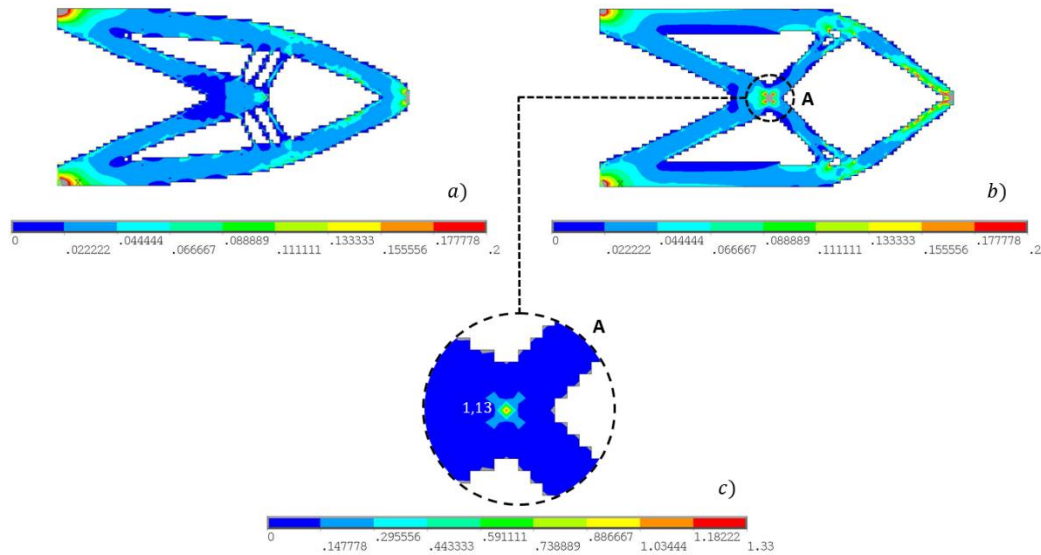 A
a)
b)
0 .044444 .088889 .133333 .177778
.022222 .066667 .111111 .155556 .2
0 .044444 .088889 .133333 .177778
.022222 .066667 .111111 .155556 .2
A
1,13
c)
0 .295556 .591111 .886667 1.18222
.147778 .443333 .738889 1.03444 1.33